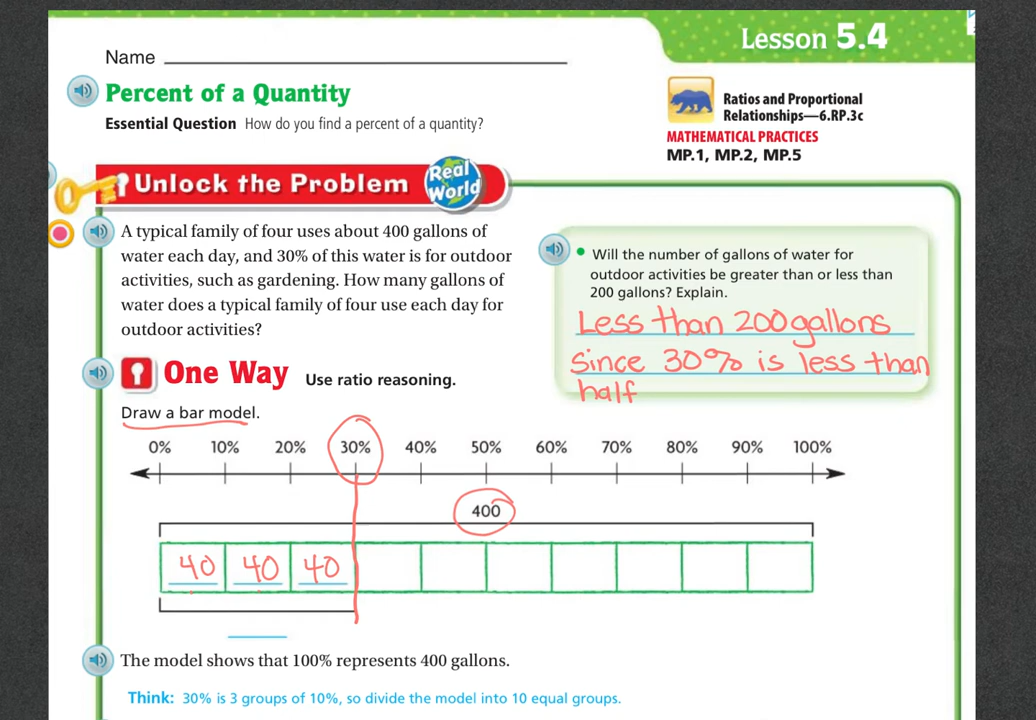 Lesson 5.4
Name
Percent of a Quantity
Essential Question How do you find a percent of a quantity?
Ratios and Proportional
Relationships—6.RP.3c
MATHEMATICAL PRACTICES
MP.1, MP.2, MP.5
Unlock the Problem
Real
World
A typical family of four uses about 400 gallons of
water each day, and 30% of this water is for outdoor
activities, such as gardening. How many gallons of
water does a typical family of four use each day for
outdoor activities?
• Will the number of gallons of water for
outdoor activities be greater than or less than
200 gallons? Explain.
Less than 200 gallons
Since 30% is less than
half
One Way Use ratio reasoning.
Draw a bar model.
0% 10% 20% 30% 40% 50% 60% 70% 80% 90% 100%
400
40 40 40
The model shows that 100% represents 400 gallons.
Think: 30% is 3 groups of 10%, so divide the model into 10 equal groups.